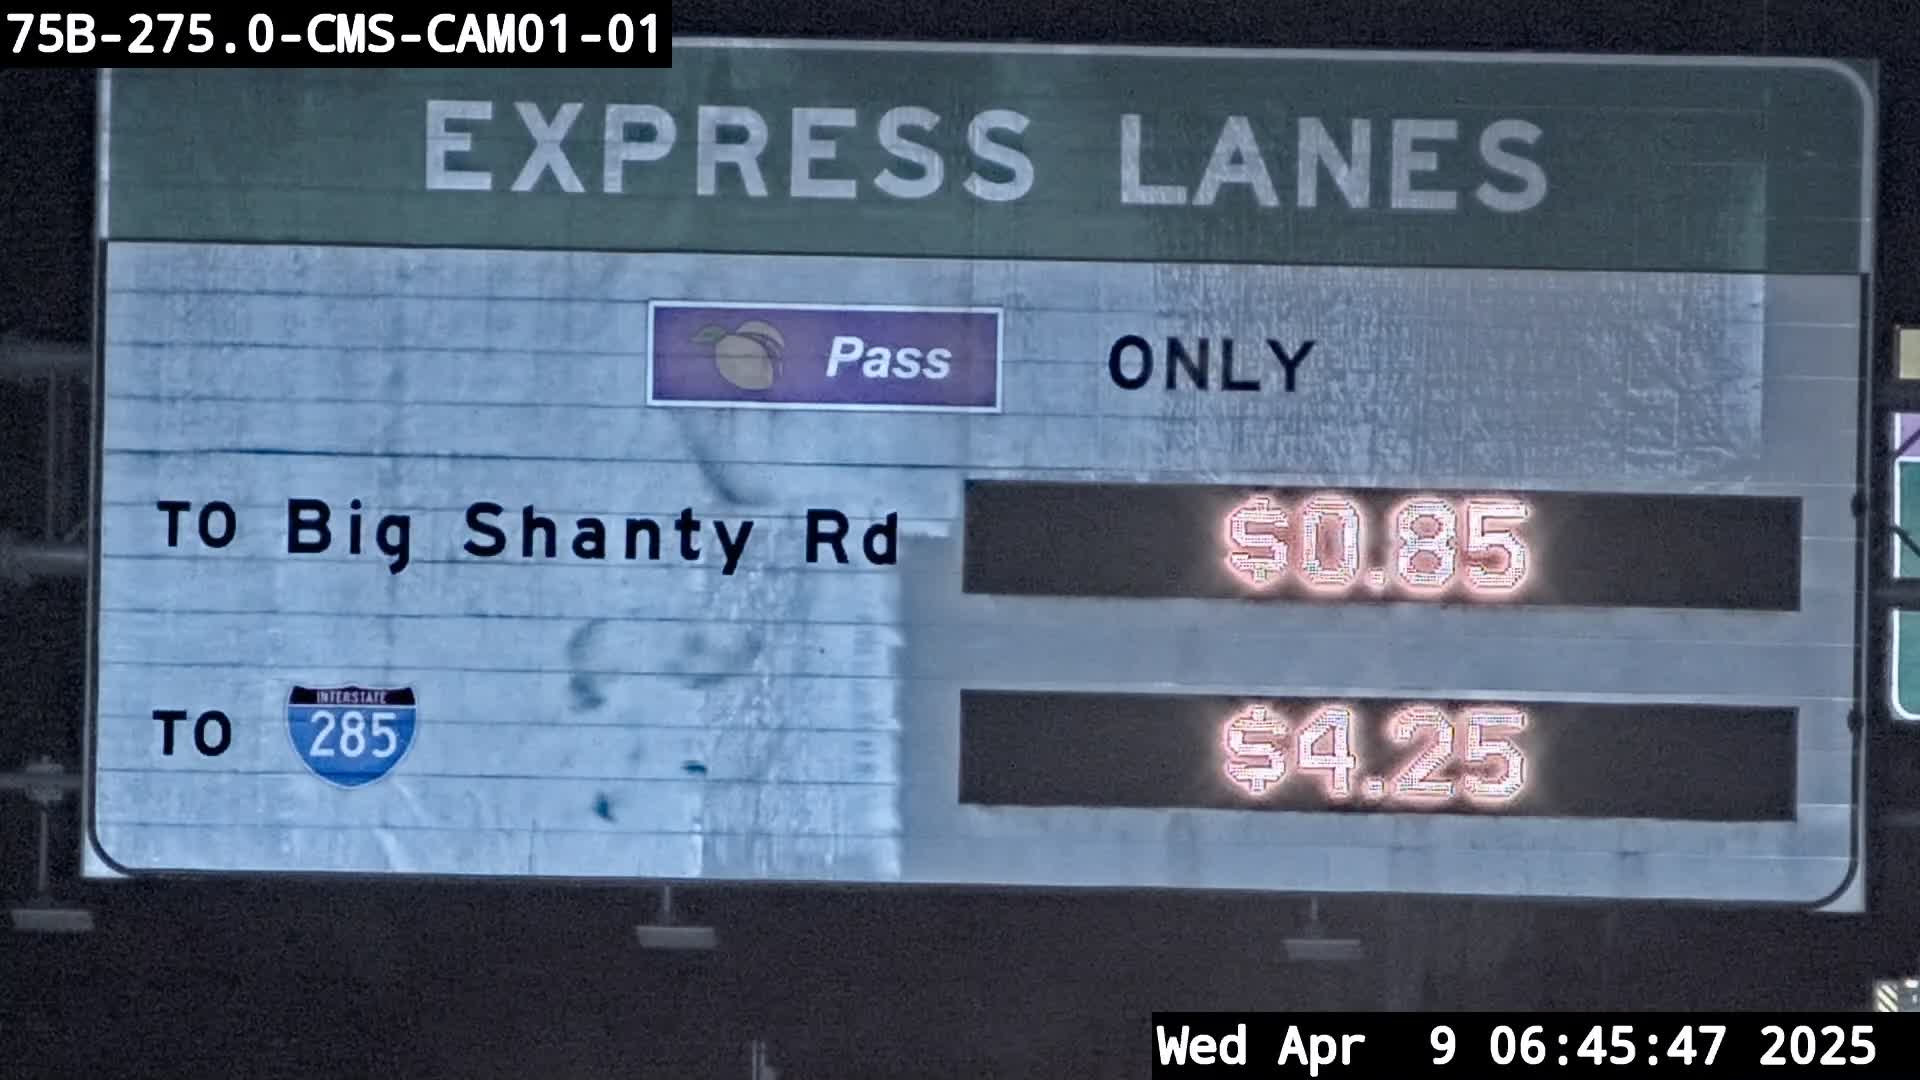 75B-275.0-CMS-CAM01-01
EXPRESS LANES
Pass ONLY
TO Big Shanty Rd $0.85
INTERSTATE
TO 285 $4.25
Wed Apr 9 06:45:47 2025